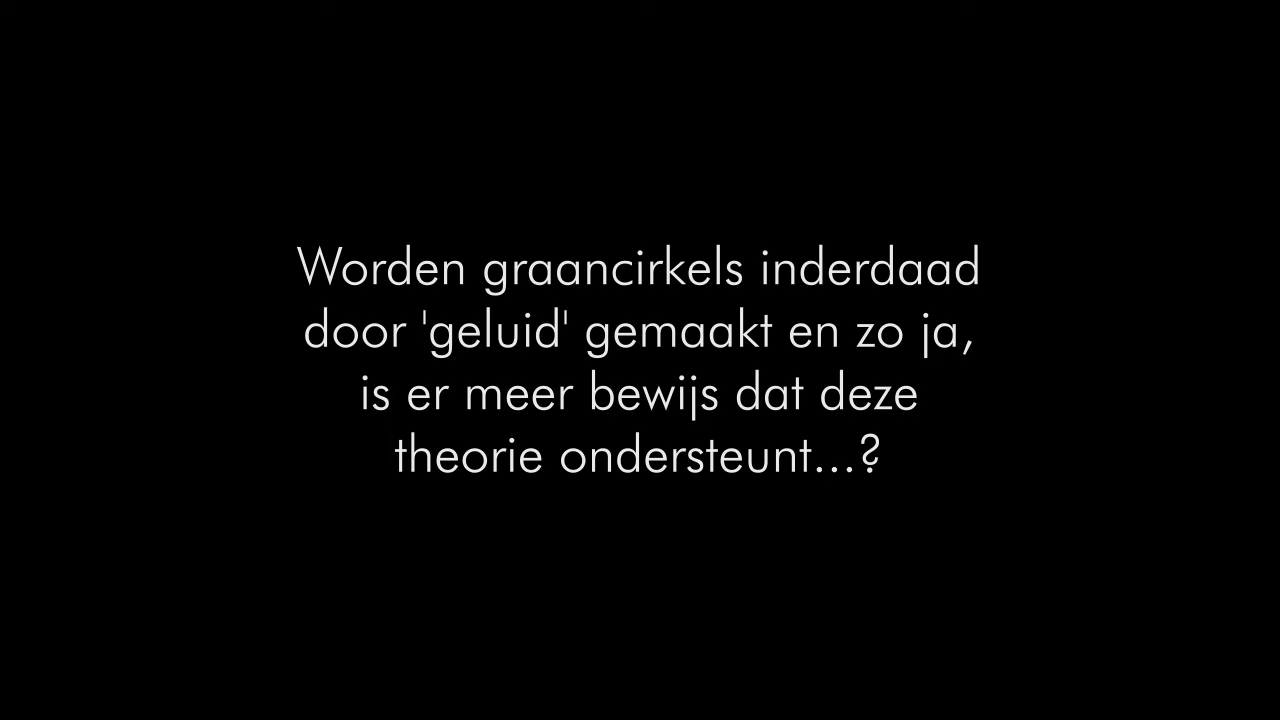 Worden graancirkels inderdaad
door 'geluid' gemaakt en zo ja,
is er meer bewijs dat deze
theorie ondersteunt...?